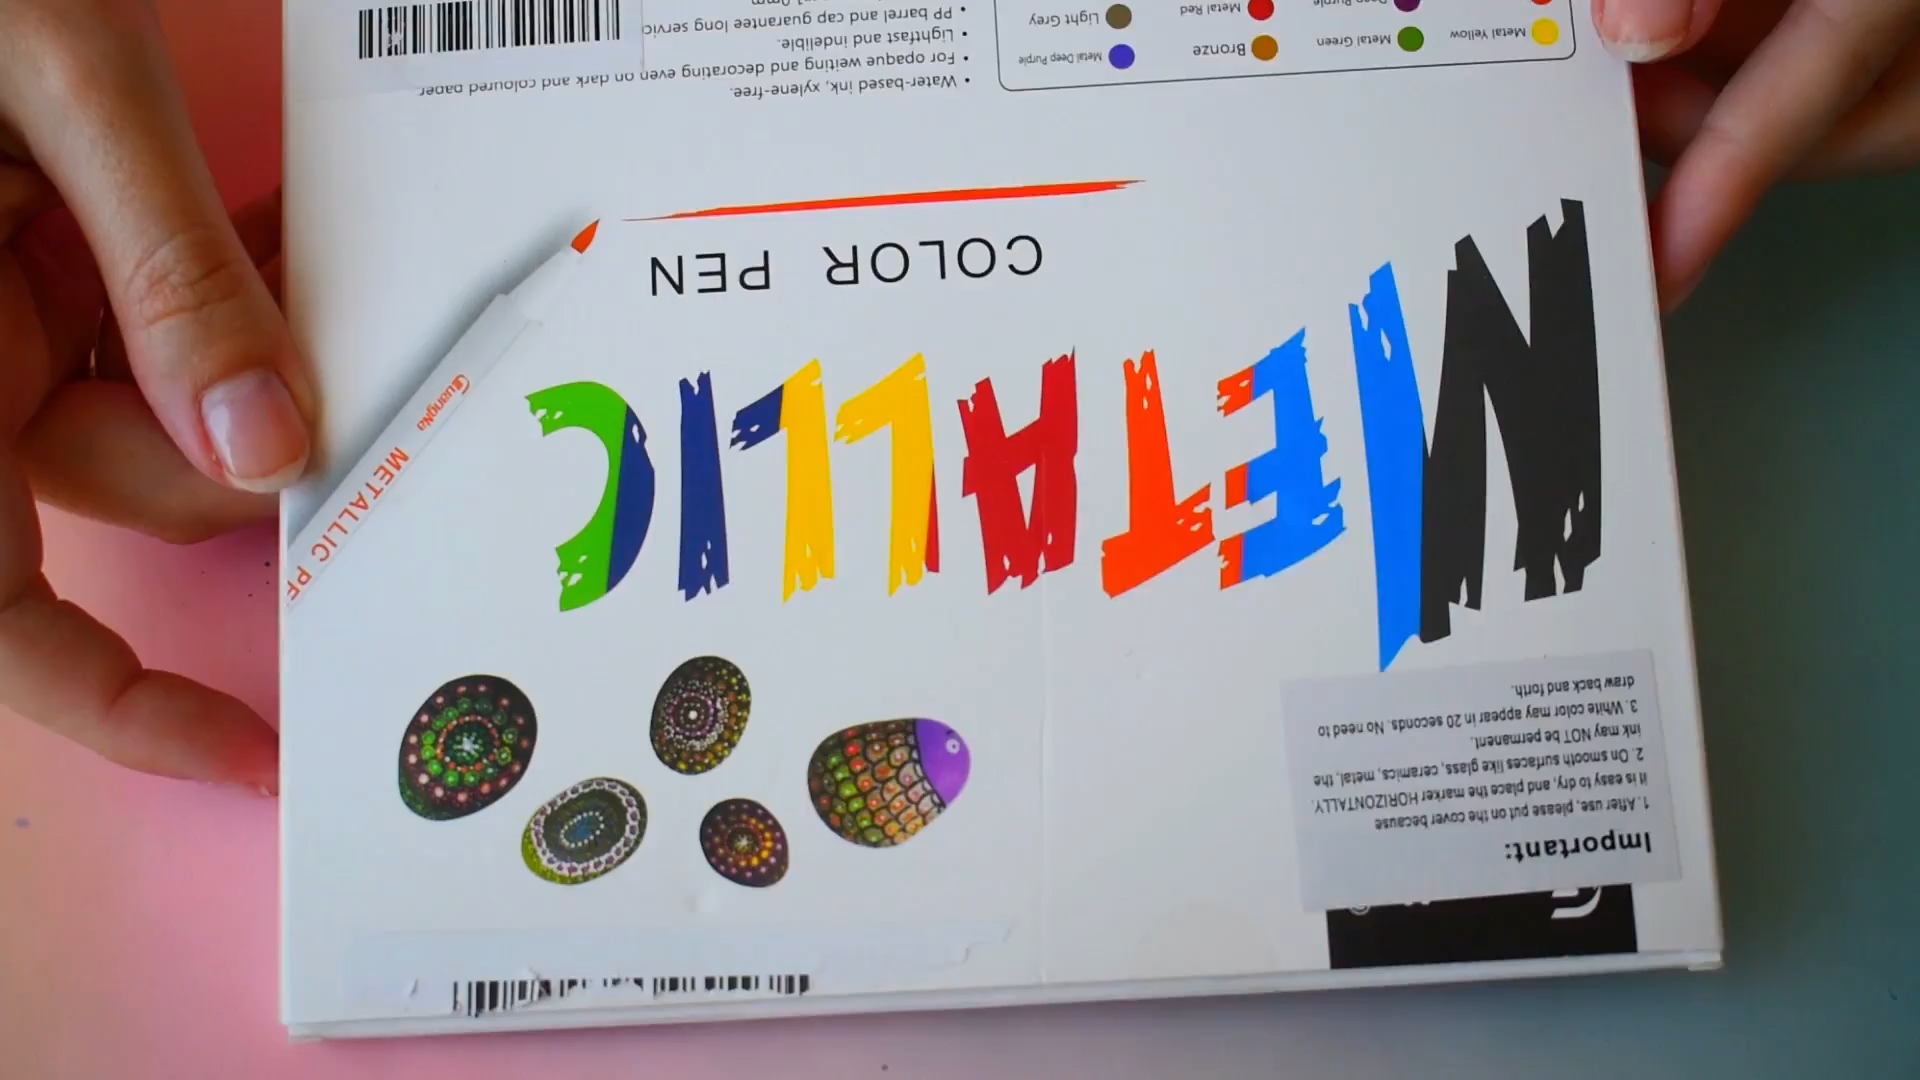 Important:
1. After use, please put on the cover because
it is easy to dry, and place the marker HORIZONTALLY.
2. On smooth surfaces like glass, ceramics, metal, the
ink may NOT be permanent.
3. White color may appear in 20 seconds. No need to
draw back and forth.
METALLIC
COLOR PEN
GuangNa METALLIC PE
• Water-based ink, xylene-free.
• For opaque weiting and decorating even on dark and coloured paper
• Lightfast and indelible.
• PP barrel and cap guarantee long servic
Metal Yellow
Metal Green
Bronze
Metal Deep Purple
Metal Red
Light Grey